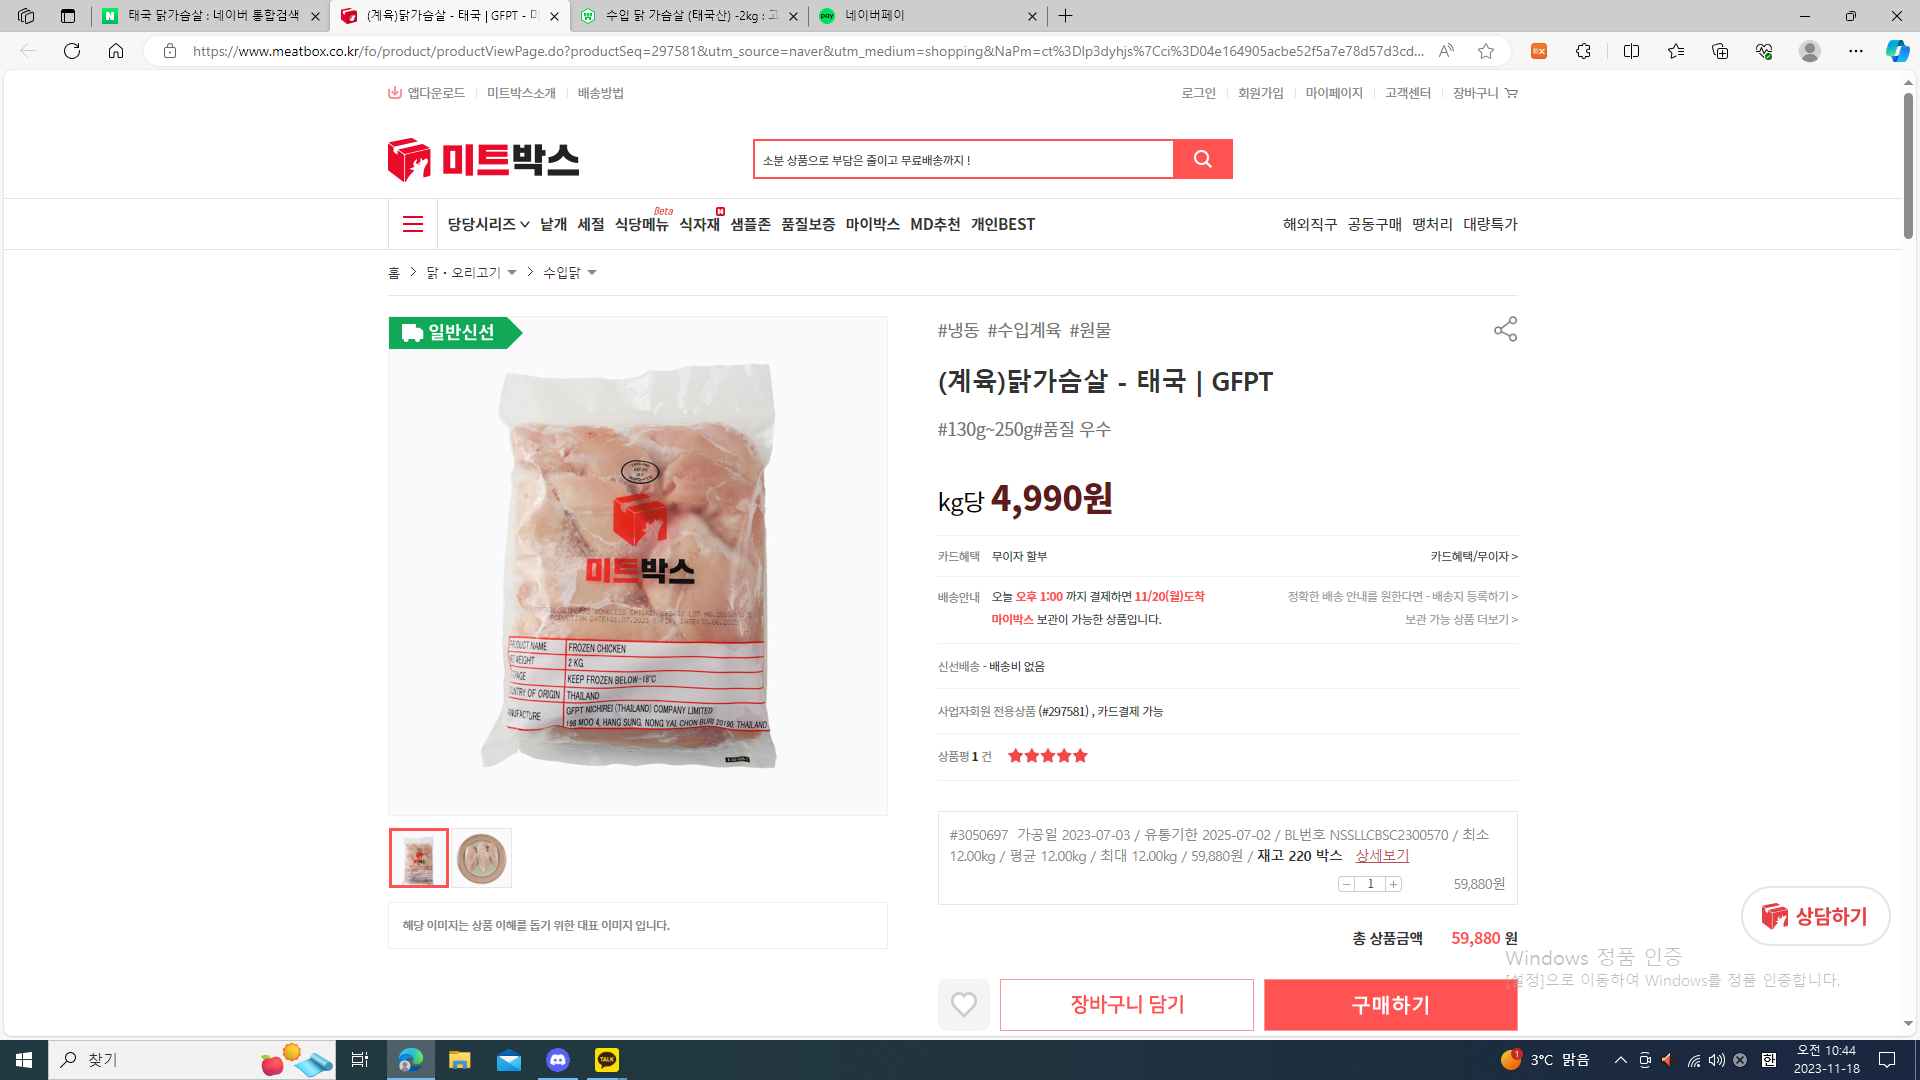 태국 닭가슴살 : 네이버 통합검색
(계육)닭가슴살 - 태국 | GFPT - 미
수입 닭 가슴살 (태국산) -2kg : 고
네이버페이
https://www.meatbox.co.kr/fo/product/productViewPage.do?productSeq=297581&utm_source=naver&utm_medium=shopping&NaPm=ct%3Dlp3dyhjs%7Cci%3D04e164905acbe52f5a7e78d57d3cd...
앱다운로드 미트박스소개 배송방법
로그인 회원가입 마이페이지 고객센터 장바구니
미트박스
소분 상품으로 부담은 줄이고 무료배송까지 !
Beta
당당시리즈 낱개 세절 식당메뉴 식자재 N 샘플존 품질보증 마이박스 MD추천 개인BEST
해외직구 공동구매 땡처리 대량특가
홈 > 닭·오리고기 > 수입닭
일반신선
미트박스
PRODUCT NAME FROZEN CHICKEN
2 KG.
KEEP FROZEN BELOW-18°C
COUNTRY OF ORIGIN THAILAND
GFPT NICHIREI (THAILAND) COMPANY LIMITED
198 MOO 4, HANG SUNG, NONG YAI, CHON BURI 20190, THAILAND
해당 이미지는 상품 이해를 돕기 위한 대표 이미지 입니다.
#냉동 #수입계육 #원물
(계육)닭가슴살 - 태국 | GFPT
#130g~250g#품질 우수
kg당 4,990원
카드혜택 무이자 할부 카드혜택/무이자 >
배송안내 오늘 오후 1:00 까지 결제하면 11/20(월)도착 정확한 배송 안내를 원한다면 - 배송지 등록하기 >
마이박스 보관이 가능한 상품입니다. 보관 가능 상품 더보기 >
신선배송 - 배송비 없음
사업자회원 전용상품 (#297581) , 카드결제 가능
상품평 1 건 ★★★★★
#3050697 가공일 2023-07-03 / 유통기한 2025-07-02 / BL번호 NSSLLCBSC2300570 / 최소
12.00kg / 평균 12.00kg / 최대 12.00kg / 59,880원 / 재고 220 박스 상세보기
− 1 + 59,880원
총 상품금액 59,880 원
장바구니 담기
구매하기
상담하기
Windows 정품 인증
[설정]으로 이동하여 Windows를 정품 인증합니다.
찾기
TALK
1
3°C 맑음
한
오전 10:44
2023-11-18